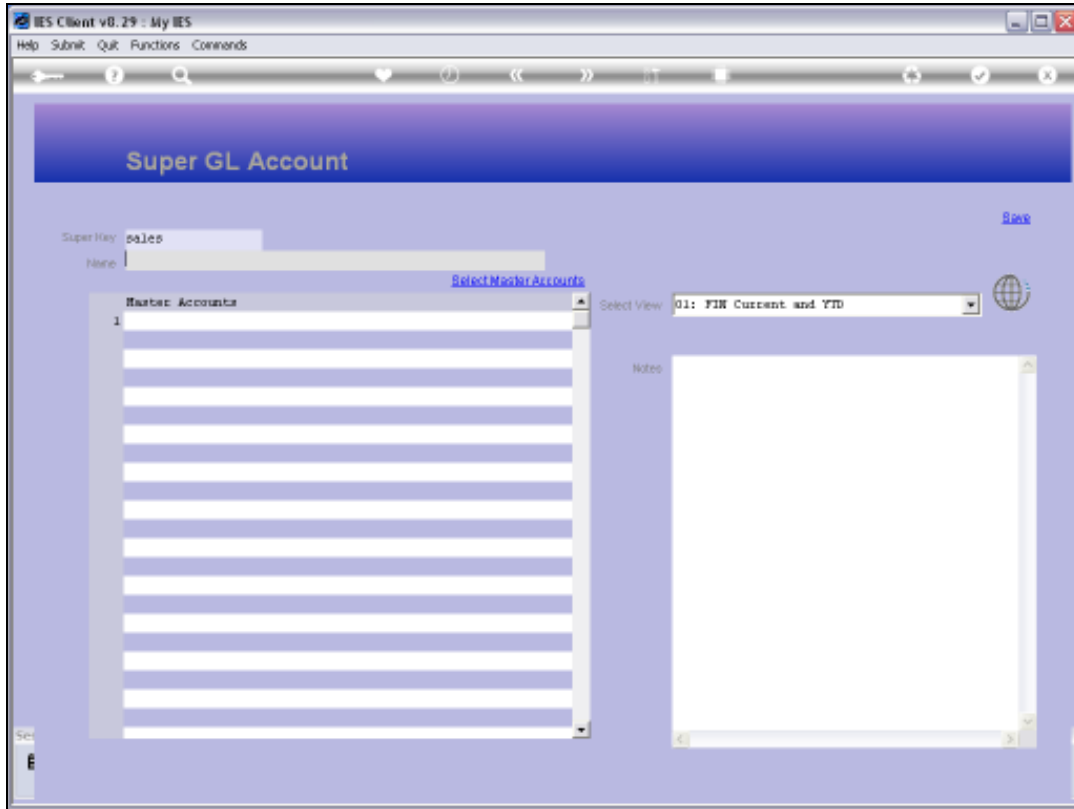 IES Client v8.29 : My IES
Help Submit Quit Functions Commands
Super GL Account
Save
Super Key sales
Name
Select Master Accounts
Master Accounts
Select View 01: FIN Current and YTD
1
Notes